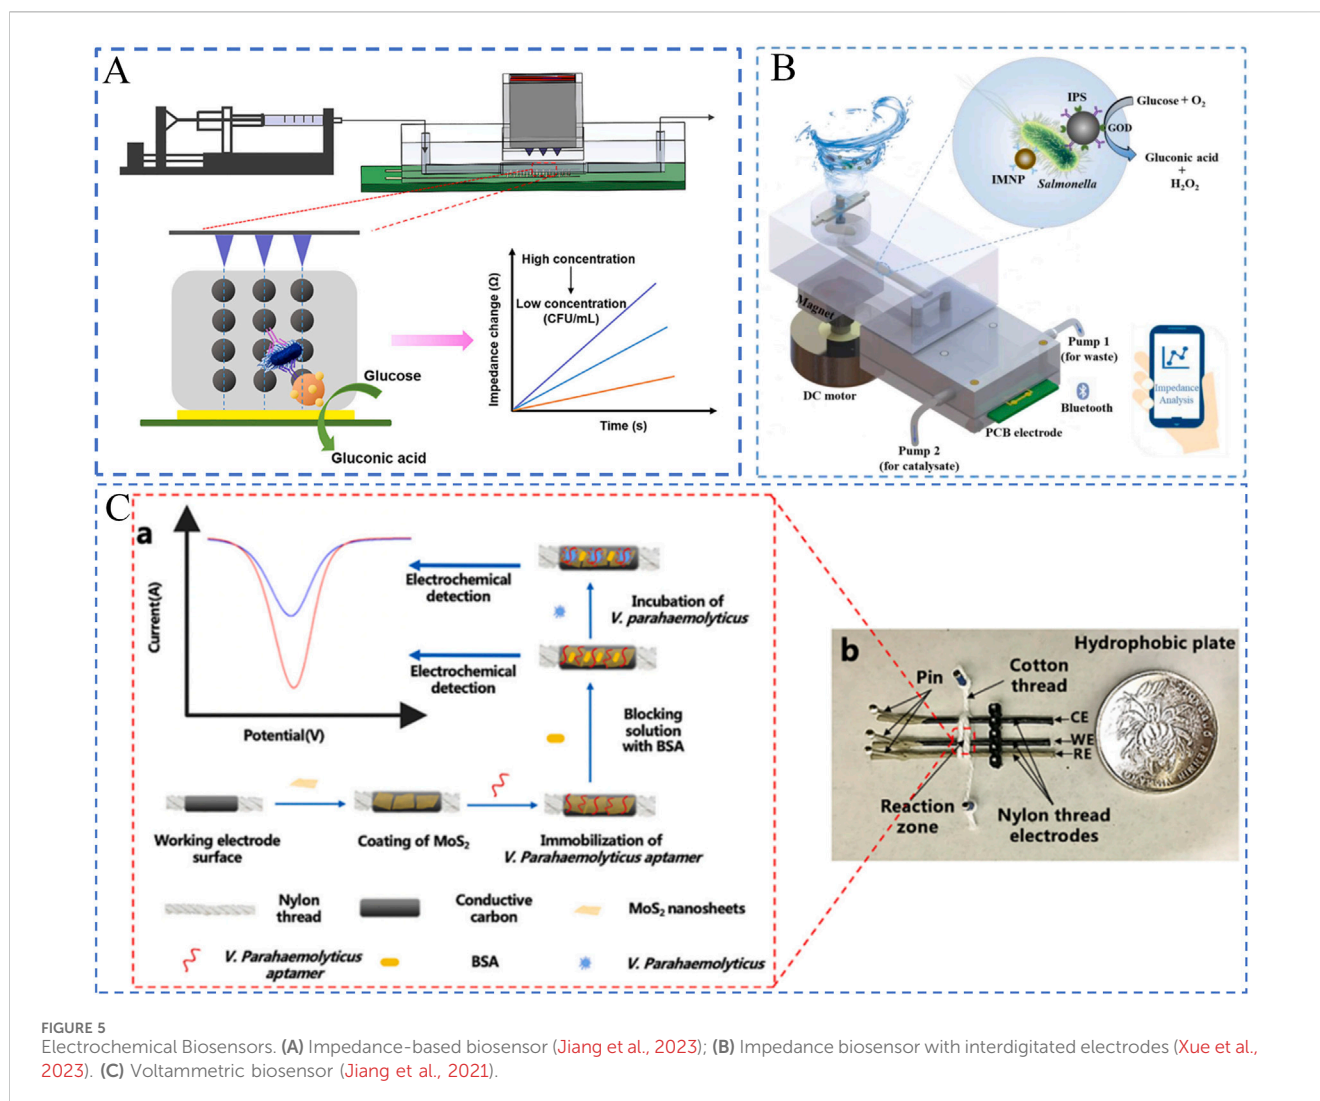 A
High concentration
Low concentration
(CFU/mL)
Impedance change (Ω)
Time (s)
Glucose
Gluconic acid
B
IPS
Glucose + O2
GOD
Gluconic acid
+
H2O2
IMNP
Salmonella
Magnet
DC motor
Pump 1
(for waste)
Bluetooth
PCB electrode
Pump 2
(for catalysate)
Impedance
Analysis
C
a
Current(A)
Potential(V)
Electrochemical
detection
Incubation of
V. parahaemolyticus
Electrochemical
detection
Blocking
solution
with BSA
Working electrode
surface
Coating of MoS2
Immobilization of
V. Parahaemolyticus aptamer
Nylon
thread
Conductive
carbon
MoS2 nanosheets
V. Parahaemolyticus
aptamer
BSA
V. Parahaemolyticus
b
Hydrophobic plate
Pin
Cotton
thread
CE
WE
RE
Reaction
zone
Nylon thread
electrodes
FIGURE 5
Electrochemical Biosensors. (A) Impedance-based biosensor (Jiang et al., 2023); (B) Impedance biosensor with interdigitated electrodes (Xue et al.,
2023). (C) Voltammetric biosensor (Jiang et al., 2021).